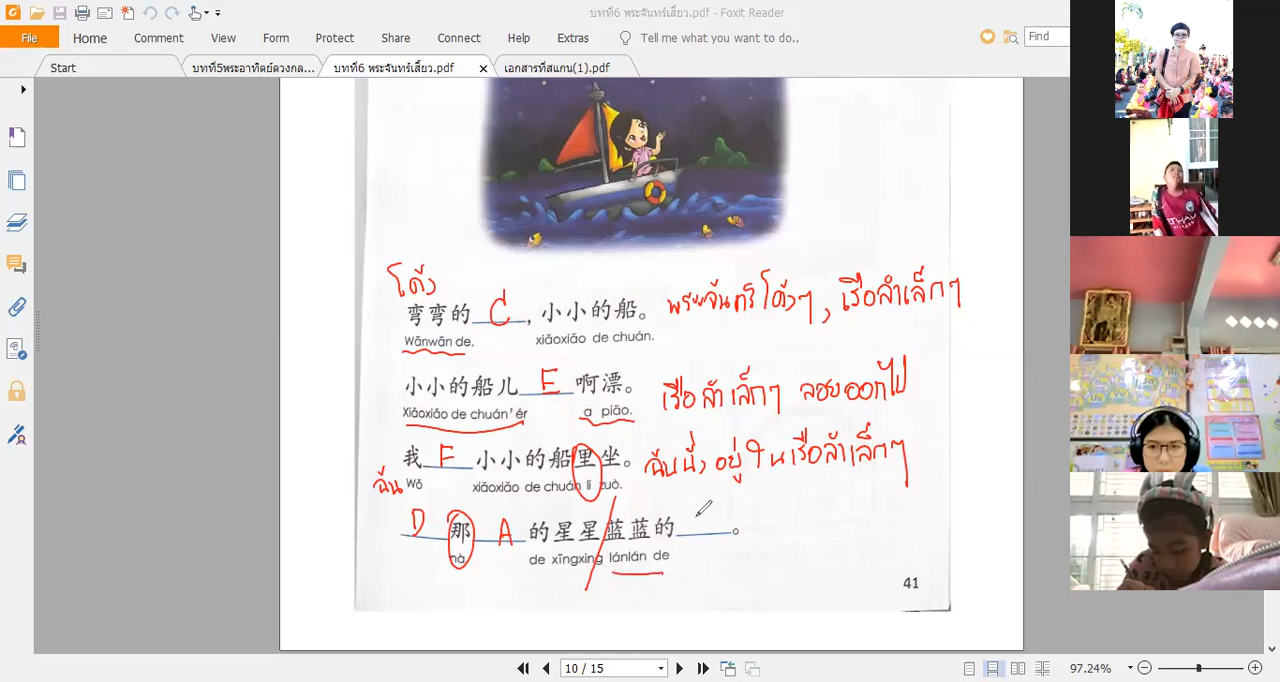 บทที่6 พระจันทร์เสี้ยว.pdf - Foxit Reader
File Home Comment View Form Protect Share Connect Help Extras Tell me what you want to do.. Find
Start บทที่5พระอาทิตย์ดวงกล... บทที่6 พระจันทร์เสี้ยว.pdf เอกสารที่สแกน(1).pdf
โค้ง
弯弯的 C ,小小的船。 พระจันทร์โค้งๆ, เรือลำเล็กๆ
Wānwān de, xiǎoxiǎo de chuán.
小小的船儿 E 啊漂。 เรือลำเล็กๆ ลอยออกไป
Xiǎoxiǎo de chuán'ér a piāo.
我 F 小小的船里坐。 ฉันนั่งอยู่ในเรือลำเล็กๆ
ฉัน Wǒ xiǎoxiǎo de chuán lǐ zuò.
D 那 A 的星星/蓝蓝的 。
nà de xīngxing lánlán de
41
10 / 15 97.24%